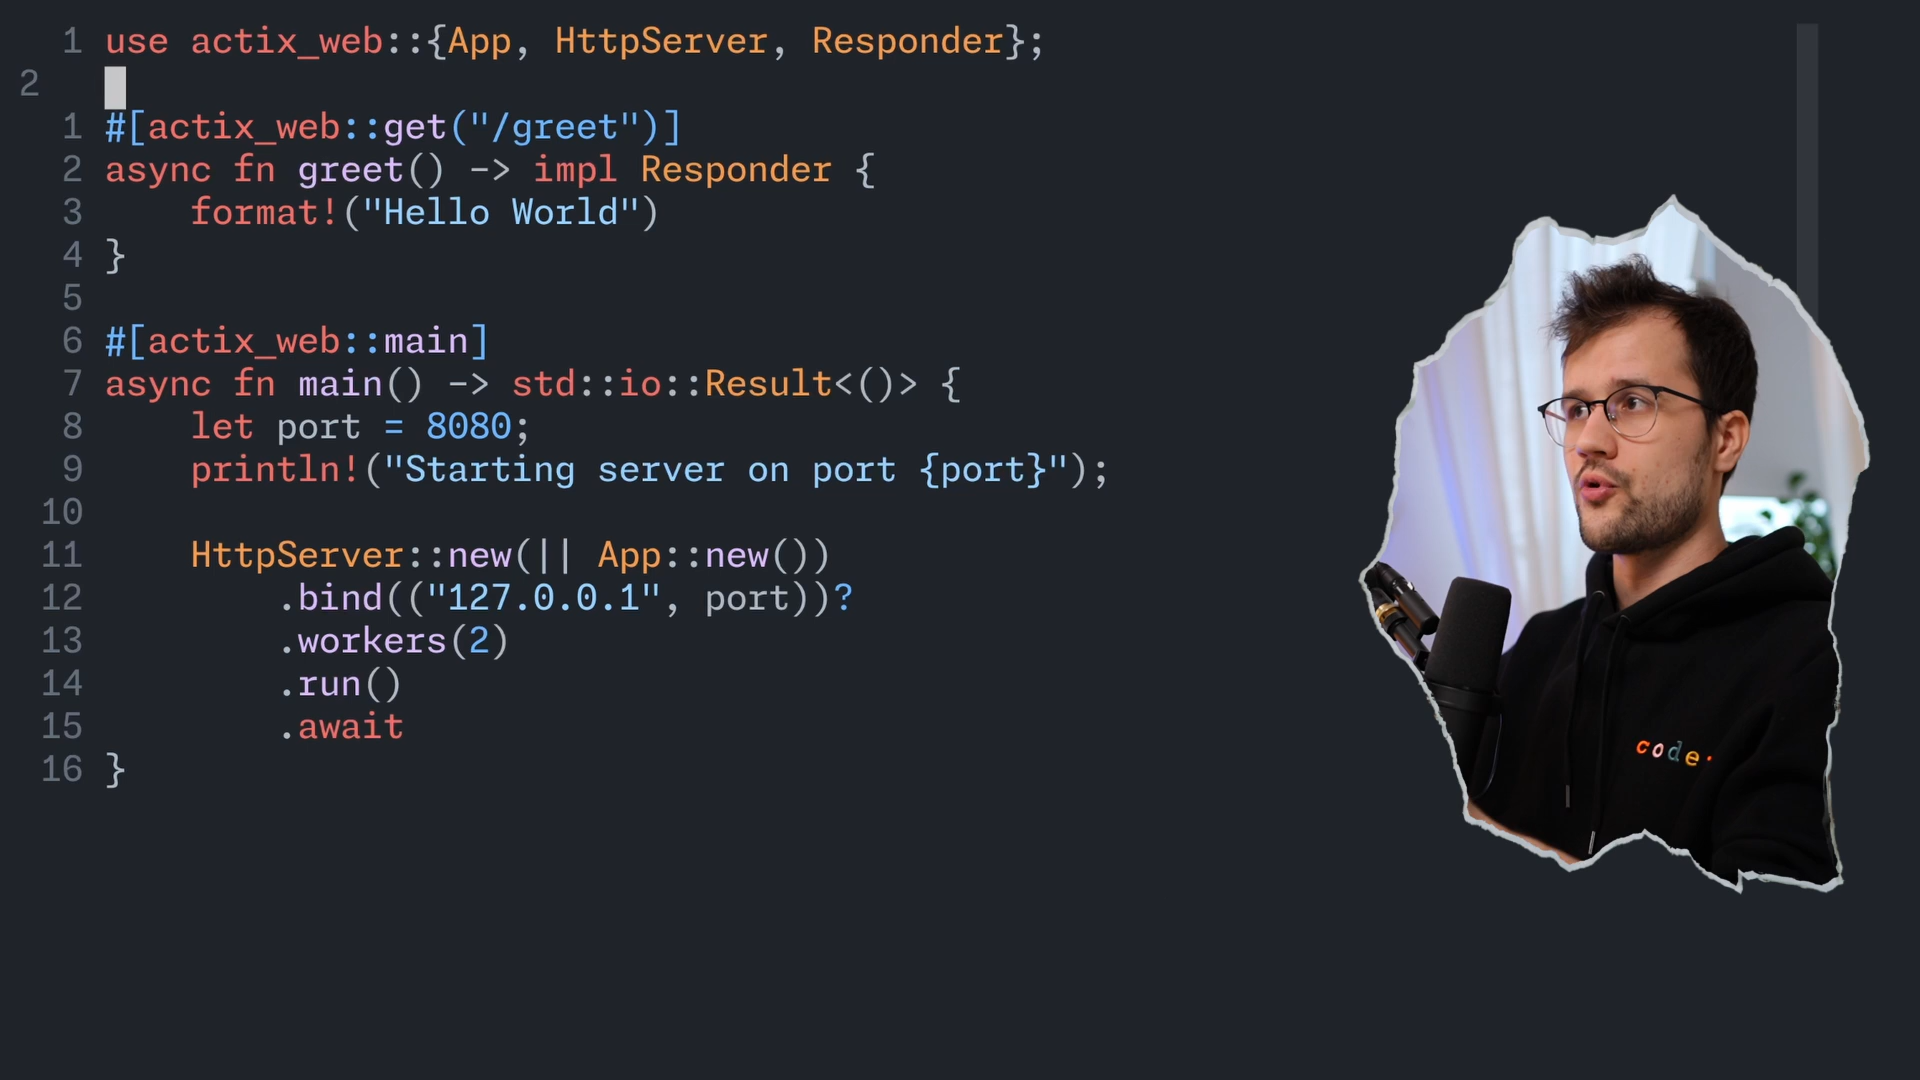 1 use actix_web::{App, HttpServer, Responder};
2
1 #[actix_web::get("/greet")]
2 async fn greet() -> impl Responder {
3     format!("Hello World")
4 }
5
6 #[actix_web::main]
7 async fn main() -> std::io::Result<()> {
8     let port = 8080;
9     println!("Starting server on port {port}");
10
11     HttpServer::new(|| App::new())
12         .bind(("127.0.0.1", port))?
13         .workers(2)
14         .run()
15         .await
16 }
code·